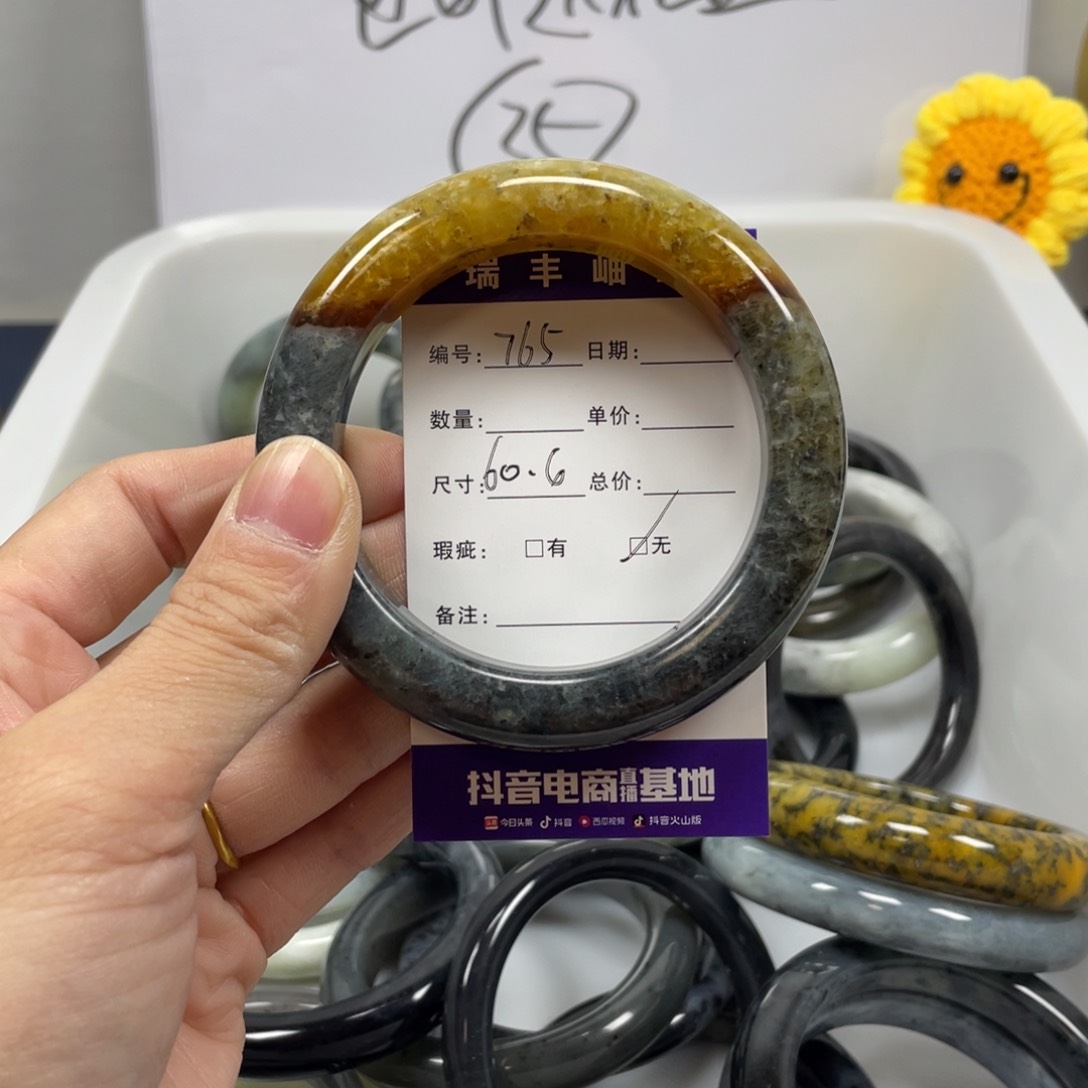 (江)
瑞丰岫
编号: 765 日期:
数量: 单价:
尺寸: 60.6 总价:
瑕疵: □有 ☑无
备注:
抖音电商直播基地
今日头条 抖音 西瓜视频 抖音火山版